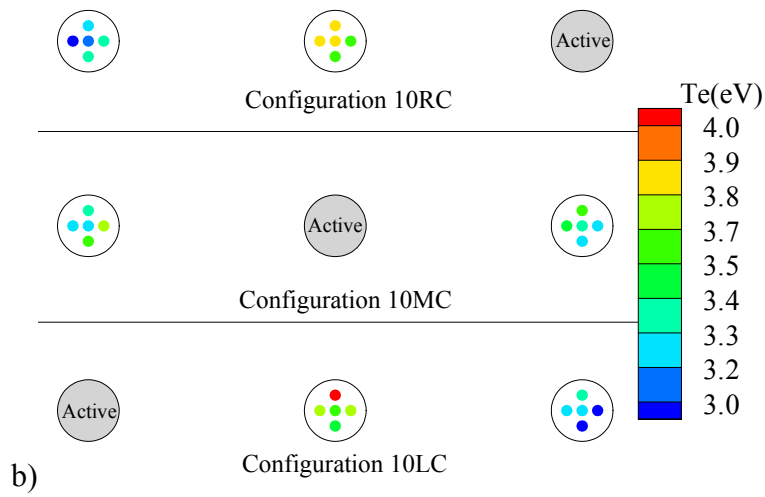 Active
Configuration 10RC
Te(eV)
4.0
3.9
3.8
3.7
3.5
3.4
3.3
3.2
3.0
Active
Configuration 10MC
Active
Configuration 10LC
b)